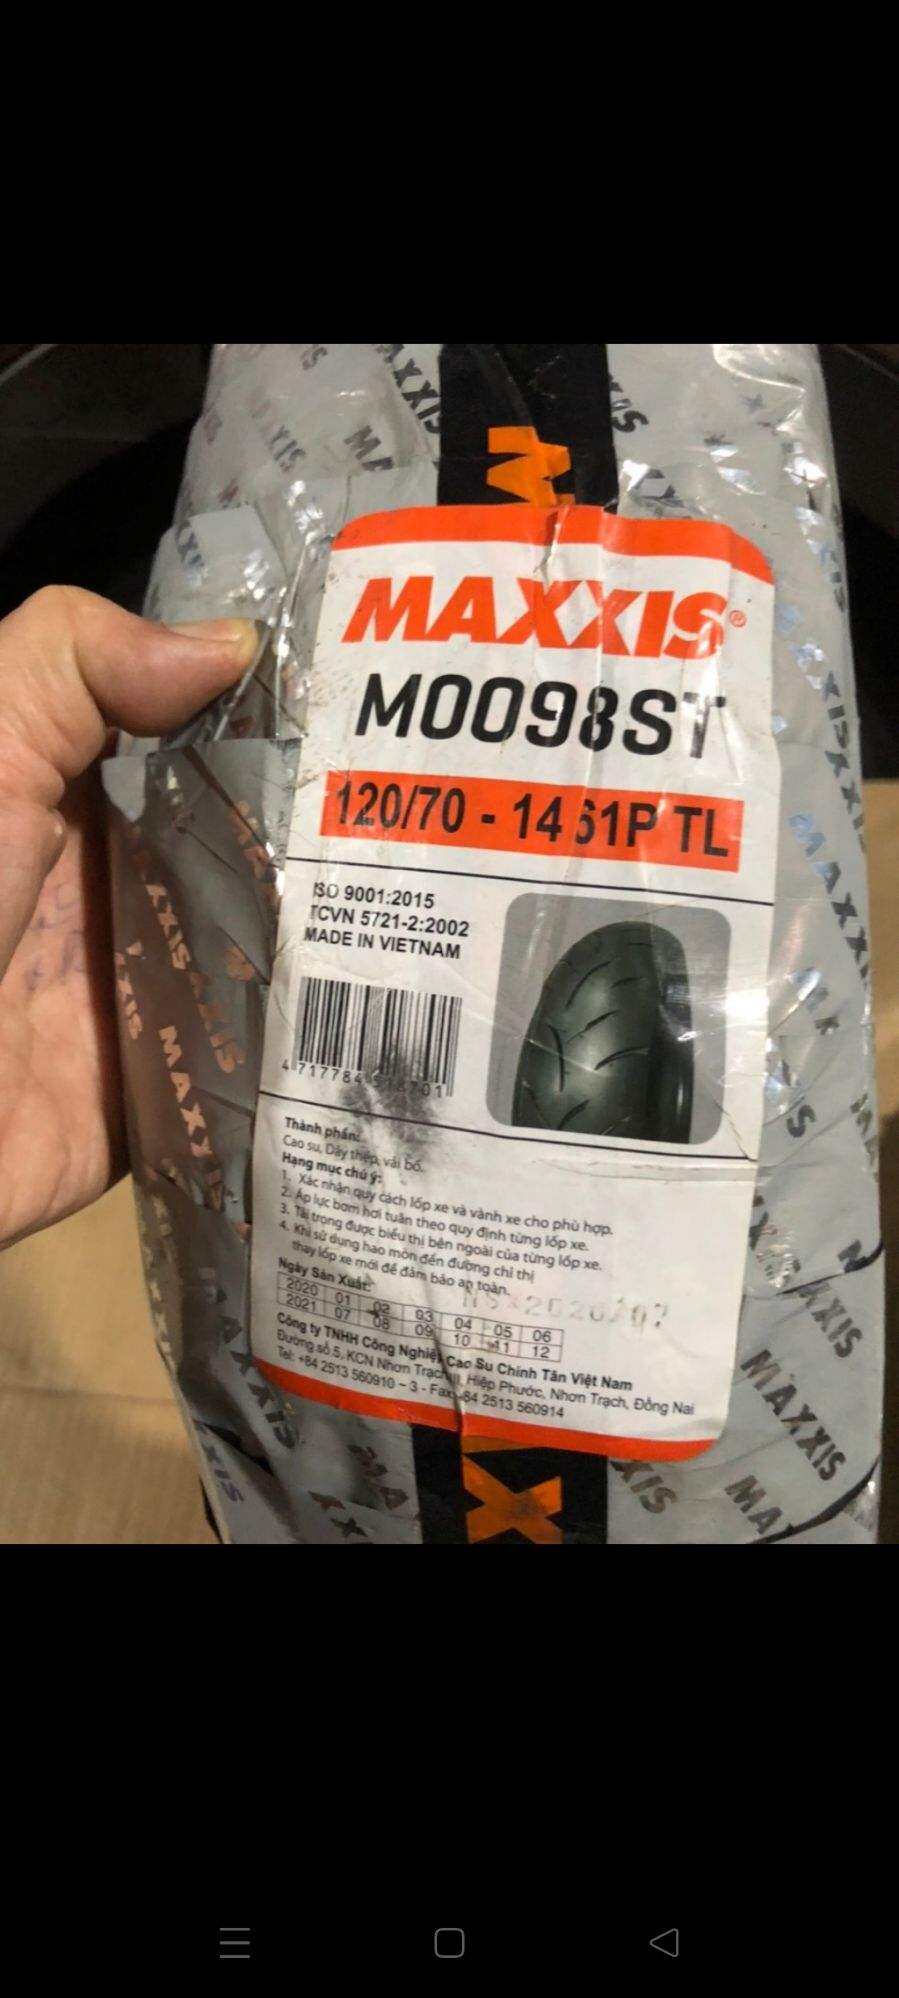 MAXXIS®
M0098ST
120/70 - 14 61P TL
ISO 9001:2015
TCVN 5721-2:2002
MADE IN VIETNAM
4 717784
Thành phần:
Cao su, Dây thép, vải bố.
Hạng mục chú ý:
1. Xác nhận quy cách lốp xe và vành xe cho phù hợp.
2. Áp lực bơm hơi tuân theo quy định từng lốp xe.
3. Tải trọng được biểu thị bên ngoài của từng lốp xe.
4. Khi sử dụng hao mòn đến đường chỉ thị
thay lốp xe mới để đảm bảo an toàn.
Ngày Sản Xuất:
2020 01 02 03 04 05 06
2021 07 08 09 10 11 12
Công ty TNHH Công Nghiệp Cao Su Chính Tân Việt Nam
Đường số 5, KCN Nhơn Trạch III, Hiệp Phước, Nhơn Trạch, Đồng Nai
Tel: +84 2513 560910 – 3 - Fax: +84 2513 560914